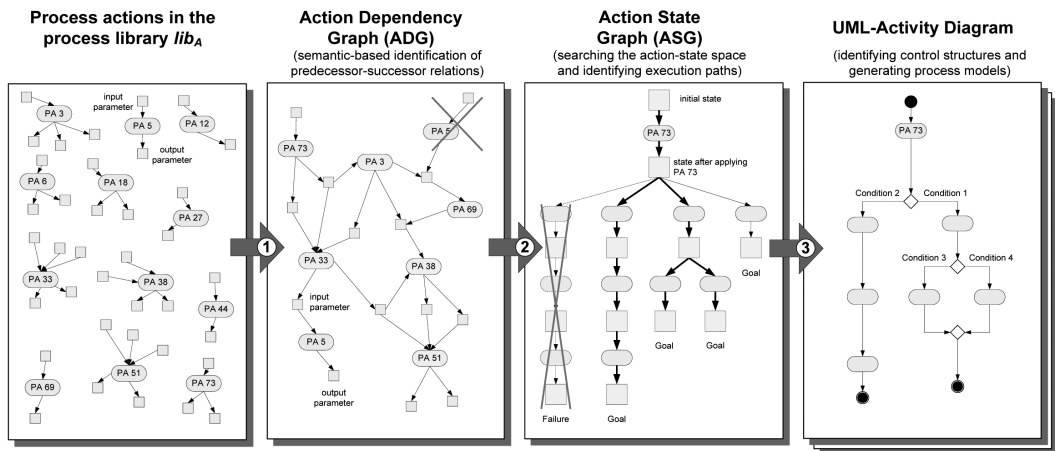 Process actions in the
process library lib_A
input
parameter
PA 3
PA 5
PA 12
output
parameter
PA 6
PA 18
PA 27
PA 33
PA 38
PA 44
PA 51
PA 69
PA 73
1
Action Dependency
Graph (ADG)
(semantic-based identification of
predecessor-successor relations)
PA 5
PA 73
PA 3
PA 69
PA 33
PA 38
input
parameter
PA 5
PA 51
output
parameter
2
Action State
Graph (ASG)
(searching the action-state space
and identifying execution paths)
initial state
PA 73
state after applying
PA 73
Goal
Goal
Goal
Failure
Goal
3
UML-Activity Diagram
(identifying control structures and
generating process models)
PA 73
Condition 2
Condition 1
Condition 3
Condition 4